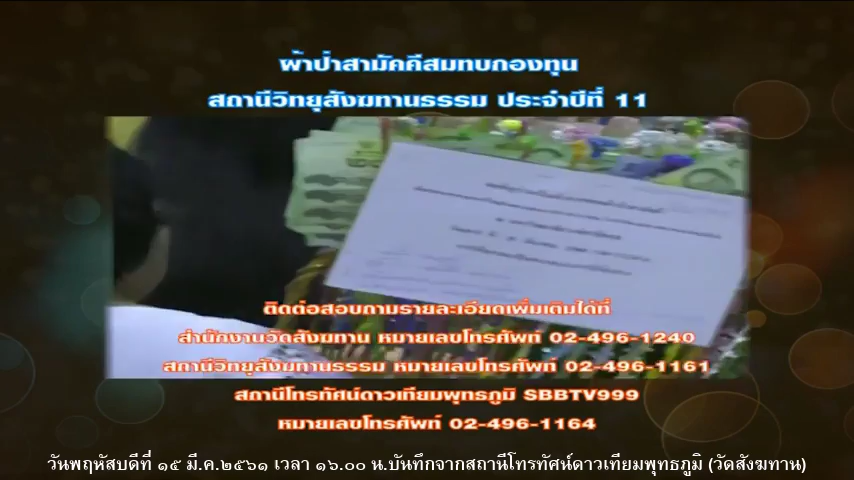 ผ้าป่าสามัคคีสมทบกองทุน
สถานีวิทยุสังฆทานธรรม ประจำปีที่ 11
ติดต่อสอบถามรายละเอียดเพิ่มเติมได้ที่
สำนักงานวัดสังฆทาน หมายเลขโทรศัพท์ 02-496-1240
สถานีวิทยุสังฆทานธรรม หมายเลขโทรศัพท์ 02-496-1161
สถานีโทรทัศน์ดาวเทียมพุทธภูมิ SBBTV999
หมายเลขโทรศัพท์ 02-496-1164
วันพฤหัสบดีที่ ๑๕ มี.ค.๒๕๖๑ เวลา ๑๖.๐๐ น.บันทึกจากสถานีโทรทัศน์ดาวเทียมพุทธภูมิ (วัดสังฆทาน)